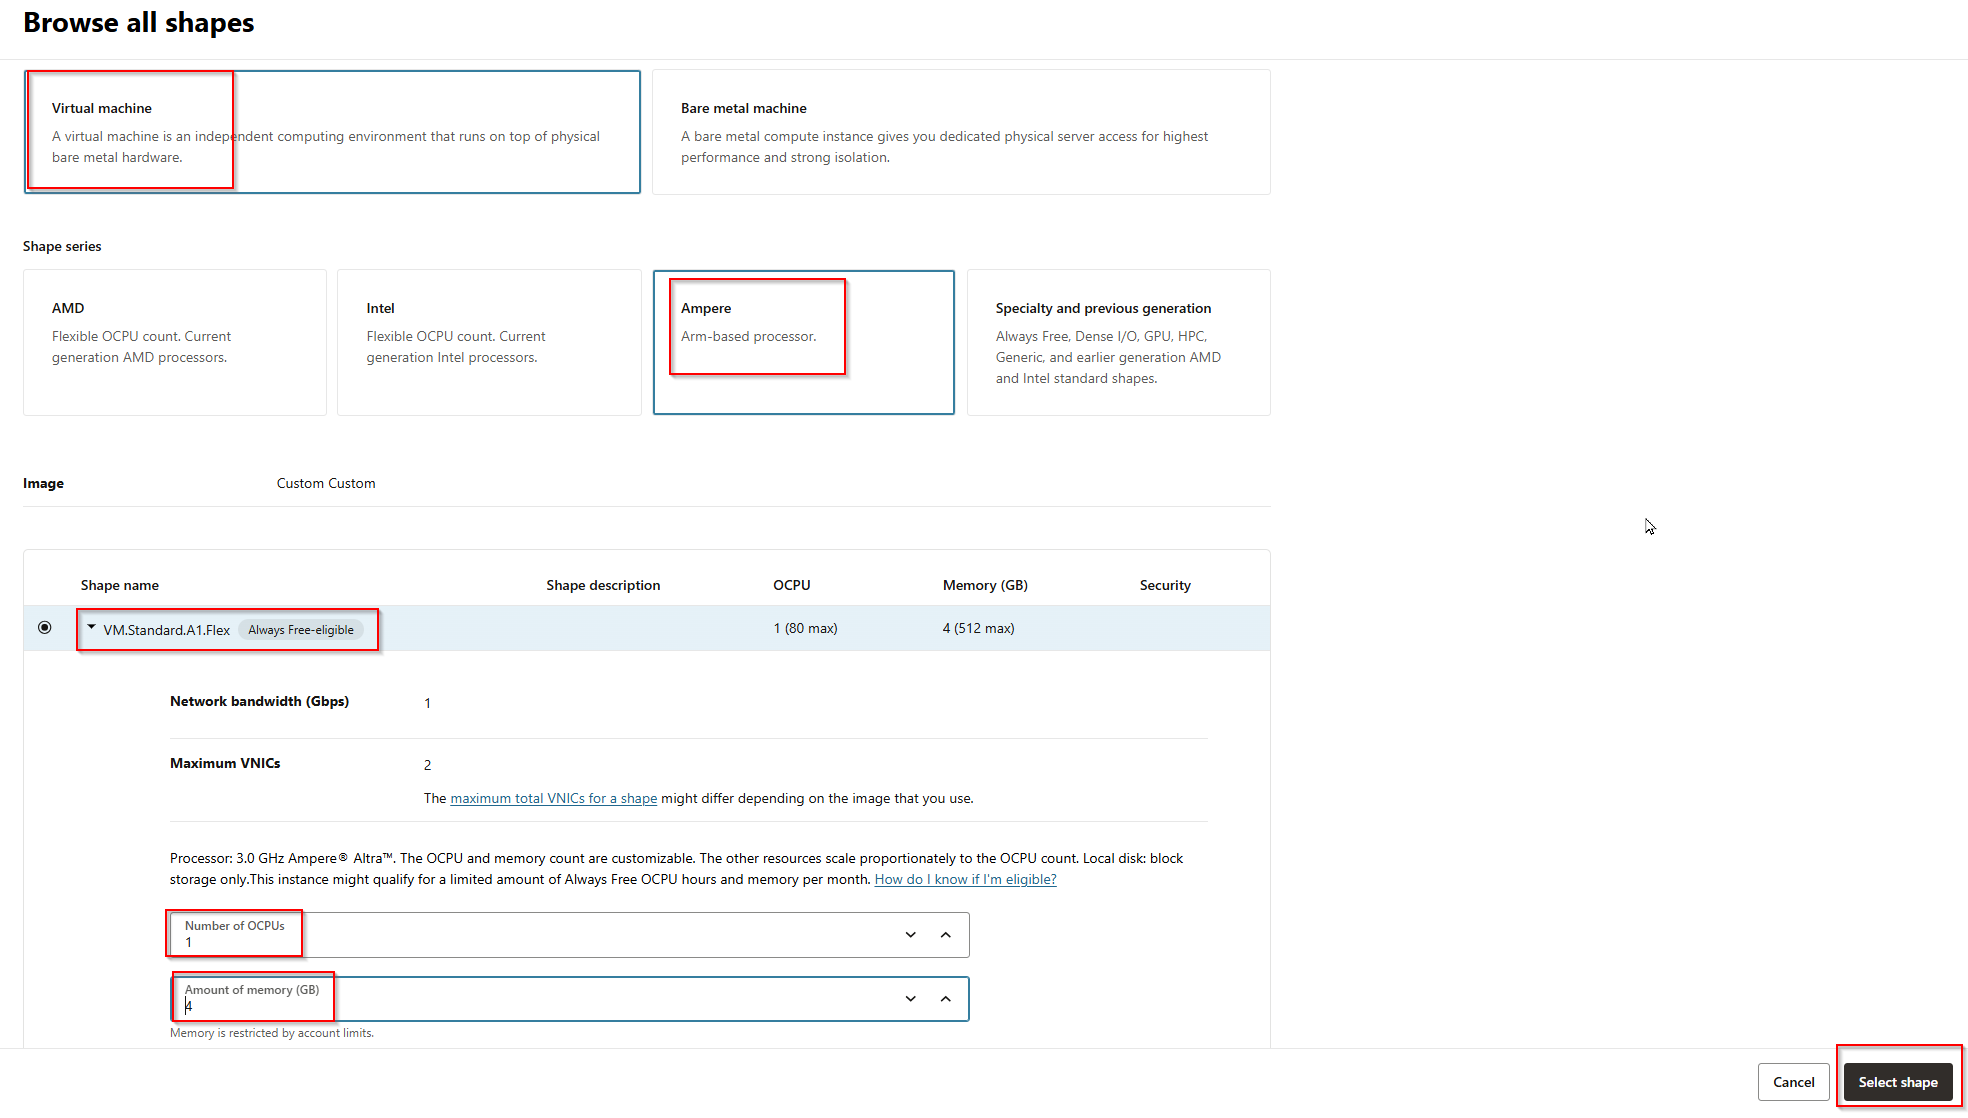 Browse all shapes
Virtual machine
A virtual machine is an independent computing environment that runs on top of physical
bare metal hardware.
Bare metal machine
A bare metal compute instance gives you dedicated physical server access for highest
performance and strong isolation.
Shape series
AMD
Flexible OCPU count. Current
generation AMD processors.
Intel
Flexible OCPU count. Current
generation Intel processors.
Ampere
Arm-based processor.
Specialty and previous generation
Always Free, Dense I/O, GPU, HPC,
Generic, and earlier generation AMD
and Intel standard shapes.
Image Custom Custom
Shape name Shape description OCPU Memory (GB) Security
VM.Standard.A1.Flex Always Free-eligible 1 (80 max) 4 (512 max)
Network bandwidth (Gbps) 1
Maximum VNICs 2
The maximum total VNICs for a shape might differ depending on the image that you use.
Processor: 3.0 GHz Ampere® Altra™. The OCPU and memory count are customizable. The other resources scale proportionately to the OCPU count. Local disk: block
storage only.This instance might qualify for a limited amount of Always Free OCPU hours and memory per month. How do I know if I'm eligible?
Number of OCPUs
1
Amount of memory (GB)
4
Memory is restricted by account limits.
Cancel Select shape